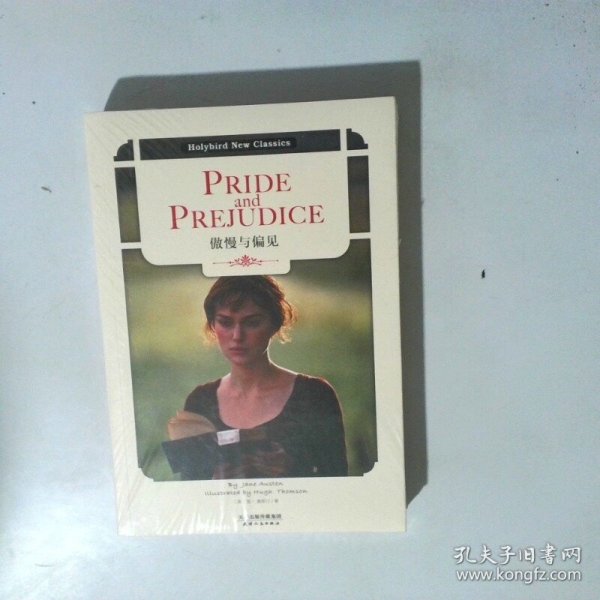 Holybird New Classics
PRIDE
and
PREJUDICE
傲慢与偏见
By Jane Austen
Illustrated by Hugh Thomson
孔夫子旧书网
www.kongfz.com